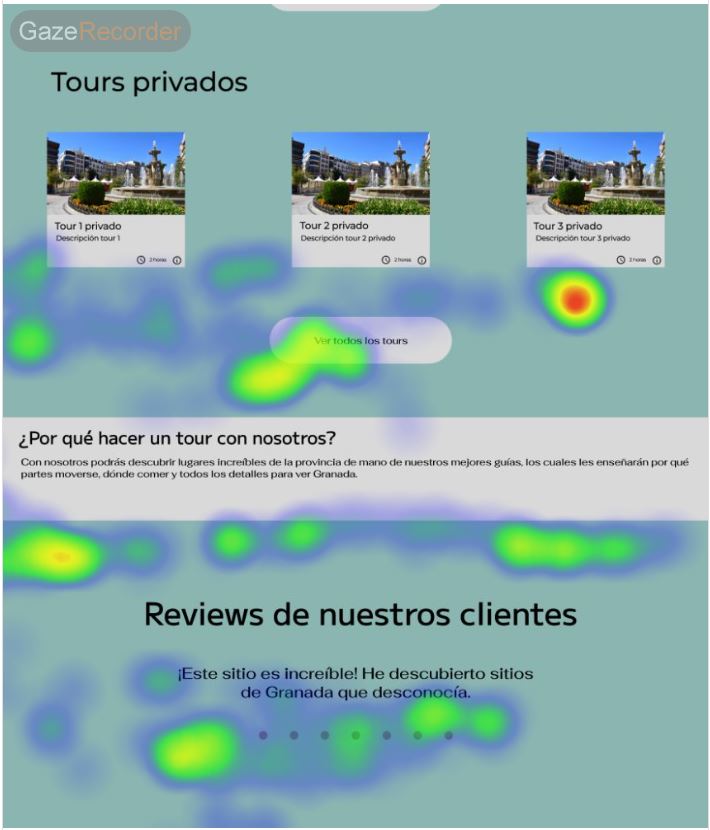 GazeRecorder
Tours privados
Tour 1 privado
Descripción tour 1
2 horas
Tour 2 privado
Descripción tour 2 privado
2 horas
Tour 3 privado
Descripción tour 3 privado
2 horas
Ver todos los tours
¿Por qué hacer un tour con nosotros?
Con nosotros podrás descubrir lugares increíbles de la provincia de mano de nuestros mejores guías, los cuales les enseñarán por qué
partes moverse, dónde comer y todos los detalles para ver Granada.
Reviews de nuestros clientes
¡Este sitio es increíble! He descubierto sitios
de Granada que desconocía.